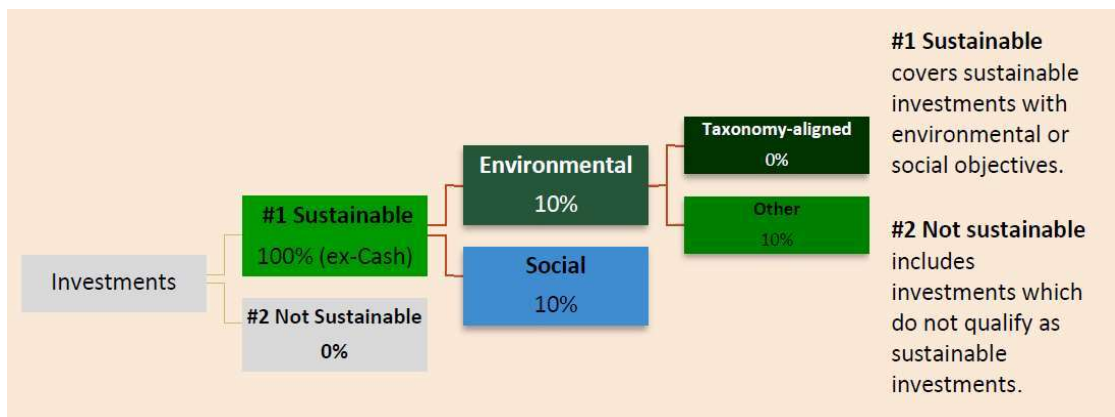 Investments
#1 Sustainable
100% (ex-Cash)
#2 Not Sustainable
0%
Environmental
10%
Social
10%
Taxonomy-aligned
0%
Other
10%
#1 Sustainable
covers sustainable
investments with
environmental or
social objectives.
#2 Not sustainable
includes
investments which
do not qualify as
sustainable
investments.